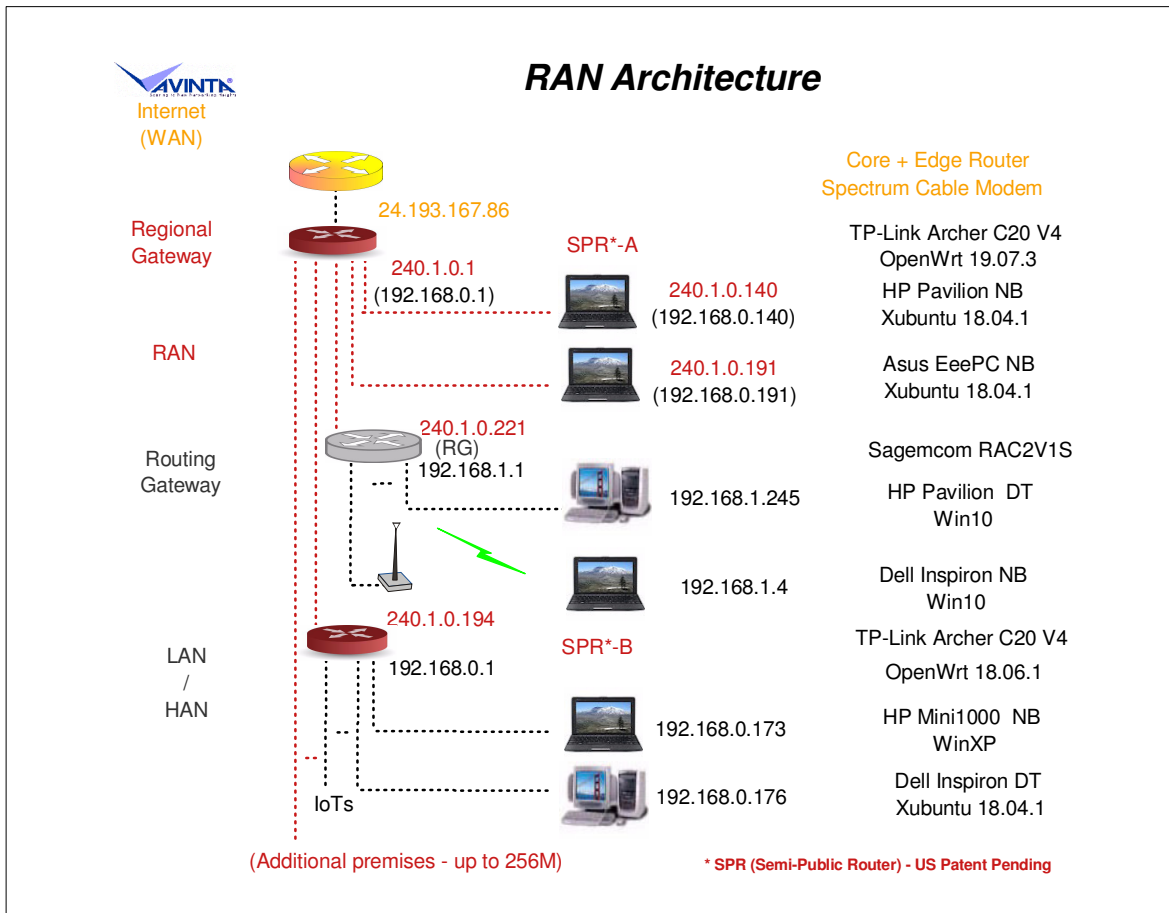 AVINTA®
RAN Architecture
Internet
(WAN)
Core + Edge Router
Spectrum Cable Modem
24.193.167.86
Regional
Gateway
SPR*-A
TP-Link Archer C20 V4
OpenWrt 19.07.3
240.1.0.1
(192.168.0.1)
240.1.0.140
(192.168.0.140)
HP Pavilion NB
Xubuntu 18.04.1
RAN
240.1.0.191
(192.168.0.191)
Asus EeePC NB
Xubuntu 18.04.1
240.1.0.221
(RG)
192.168.1.1
Routing
Gateway
Sagemcom RAC2V1S
192.168.1.245
HP Pavilion DT
Win10
192.168.1.4
Dell Inspiron NB
Win10
240.1.0.194
192.168.0.1
SPR*-B
TP-Link Archer C20 V4
OpenWrt 18.06.1
LAN
/
HAN
192.168.0.173
HP Mini1000 NB
WinXP
IoTs
192.168.0.176
Dell Inspiron DT
Xubuntu 18.04.1
(Additional premises - up to 256M)
* SPR (Semi-Public Router) - US Patent Pending